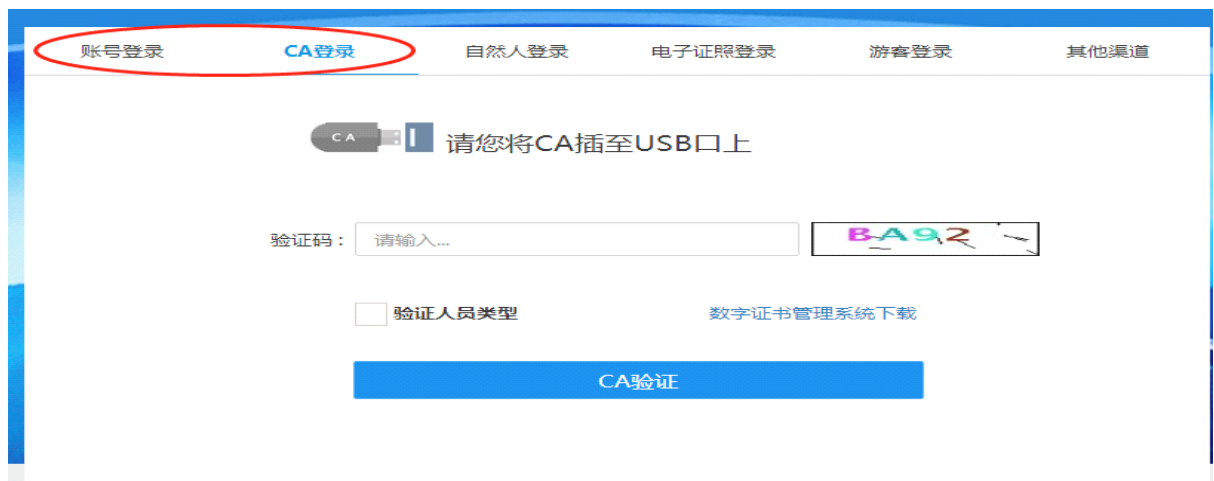 账号登录 CA登录 自然人登录 电子证照登录 游客登录 其他渠道
CA 请您将CA插至USB口上
验证码： 请输入... BA92
验证人员类型 数字证书管理系统下载
CA验证